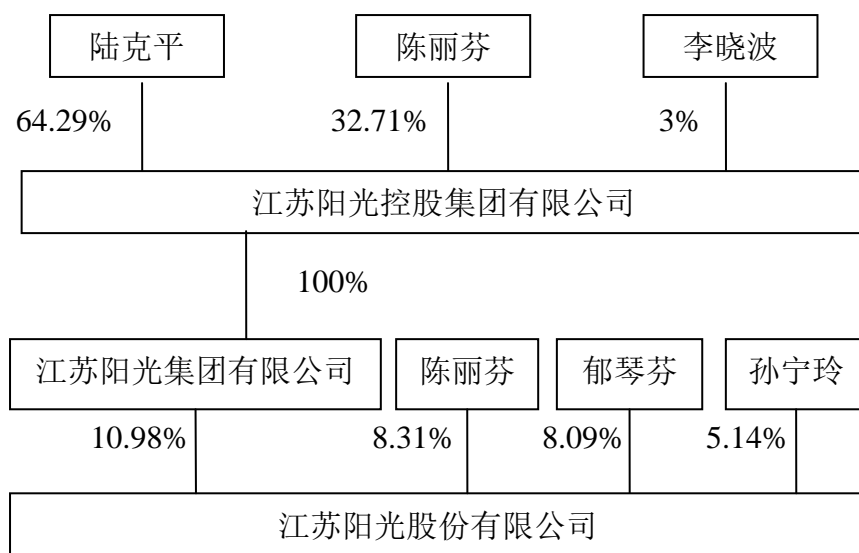 陆克平
陈丽芬
李晓波
64.29%
32.71%
3%
江苏阳光控股集团有限公司
100%
江苏阳光集团有限公司
陈丽芬
郁琴芬
孙宁玲
10.98%
8.31%
8.09%
5.14%
江苏阳光股份有限公司